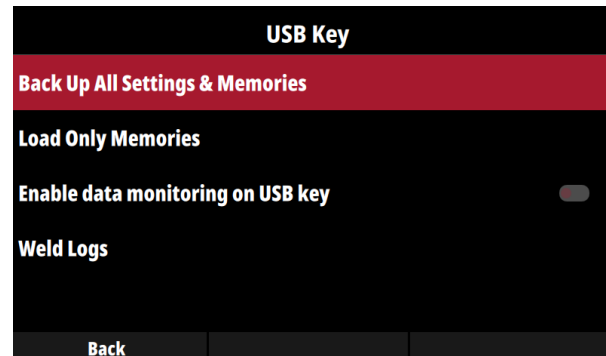 USB Key
Back Up All Settings & Memories
Load Only Memories
Enable data monitoring on USB key
Weld Logs
Back